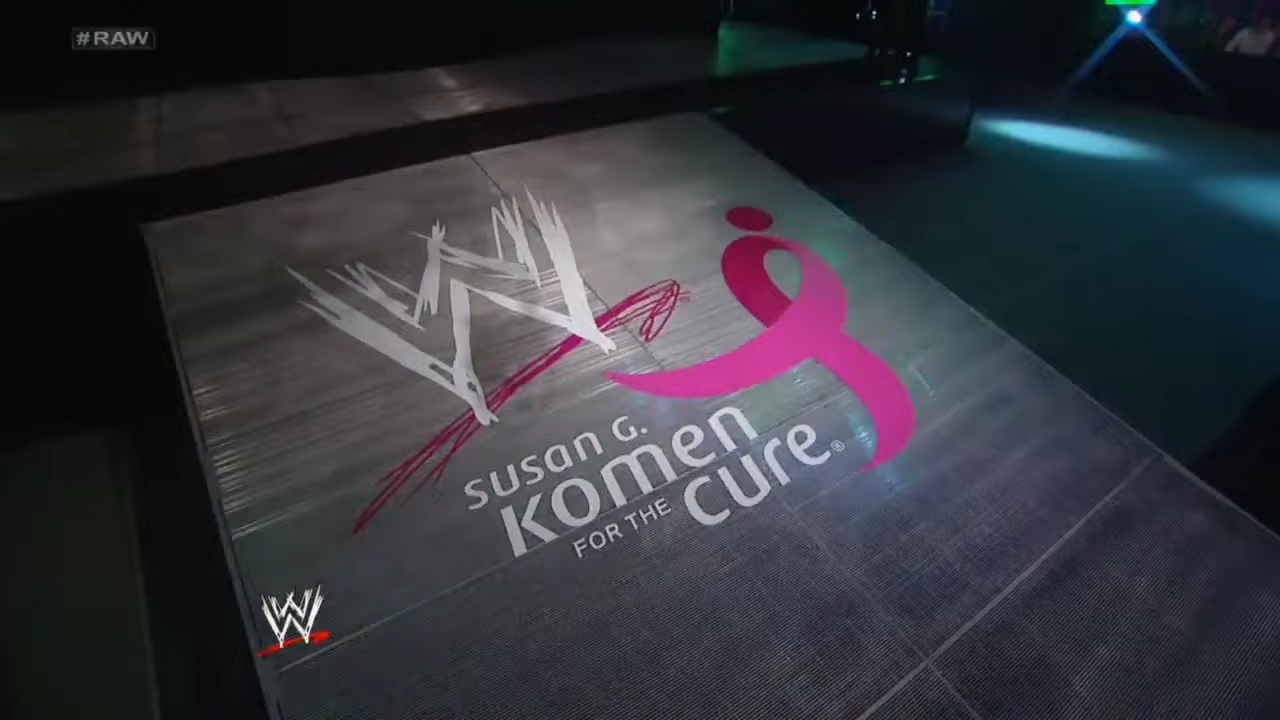 #RAW
W
SUSAN G.
Komen
FOR THE CURE®
W